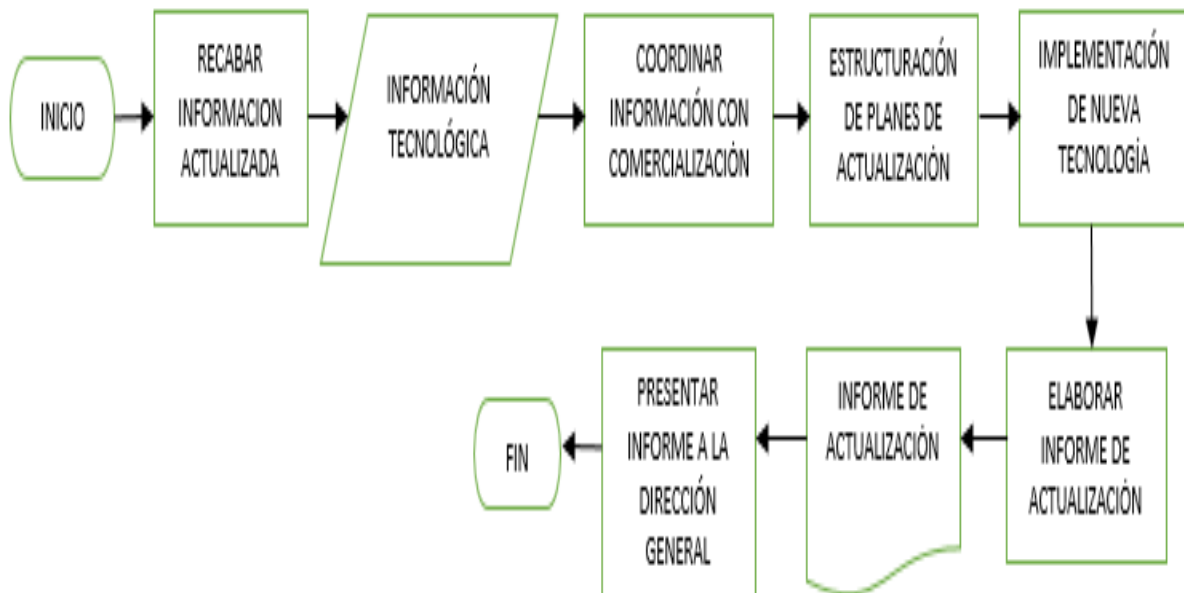 INICIO
RECABAR
INFORMACION
ACTUALIZADA
INFORMACIÓN
TECNOLÓGICA
COORDINAR
INFORMACIÓN CON
COMERCIALIZACIÓN
ESTRUCTURACIÓN
DE PLANES DE
ACTUALIZACIÓN
IMPLEMENTACIÓN
DE NUEVA
TECNOLOGÍA
ELABORAR
INFORME DE
ACTUALIZACIÓN
INFORME DE
ACTUALIZACIÓN
PRESENTAR
INFORME A LA
DIRECCIÓN
GENERAL
FIN